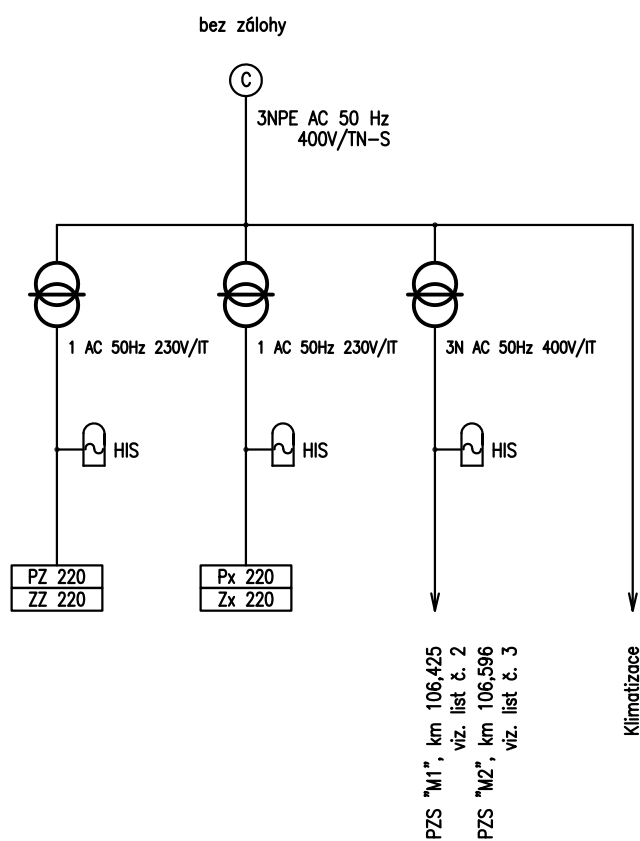 bez zálohy
C
3NPE AC 50 Hz
400V/TN-S
1 AC 50Hz 230V/IT
1 AC 50Hz 230V/IT
3N AC 50Hz 400V/IT
HIS
HIS
HIS
PZ 220
ZZ 220
Px 220
Zx 220
PZS "M1", km 106,425
viz. list č. 2
PZS "M2", km 106,596
viz. list č. 3
Klimatizace